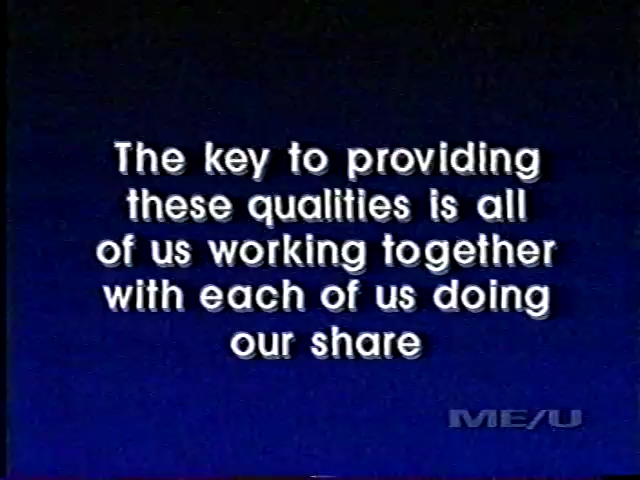 The key to providing
these qualities is all
of us working together
with each of us doing
our share
ME/U